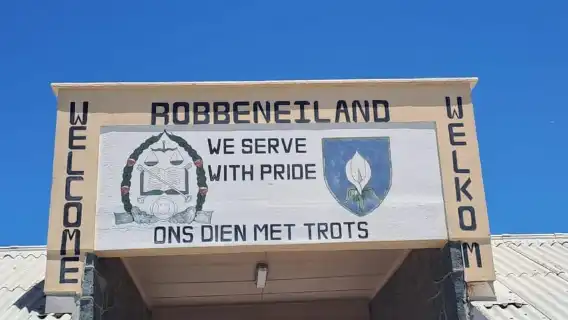 ROBBENEILAND
WELCOME
WE SERVE
WITH PRIDE
WELKOM
ONS DIEN MET TROTS